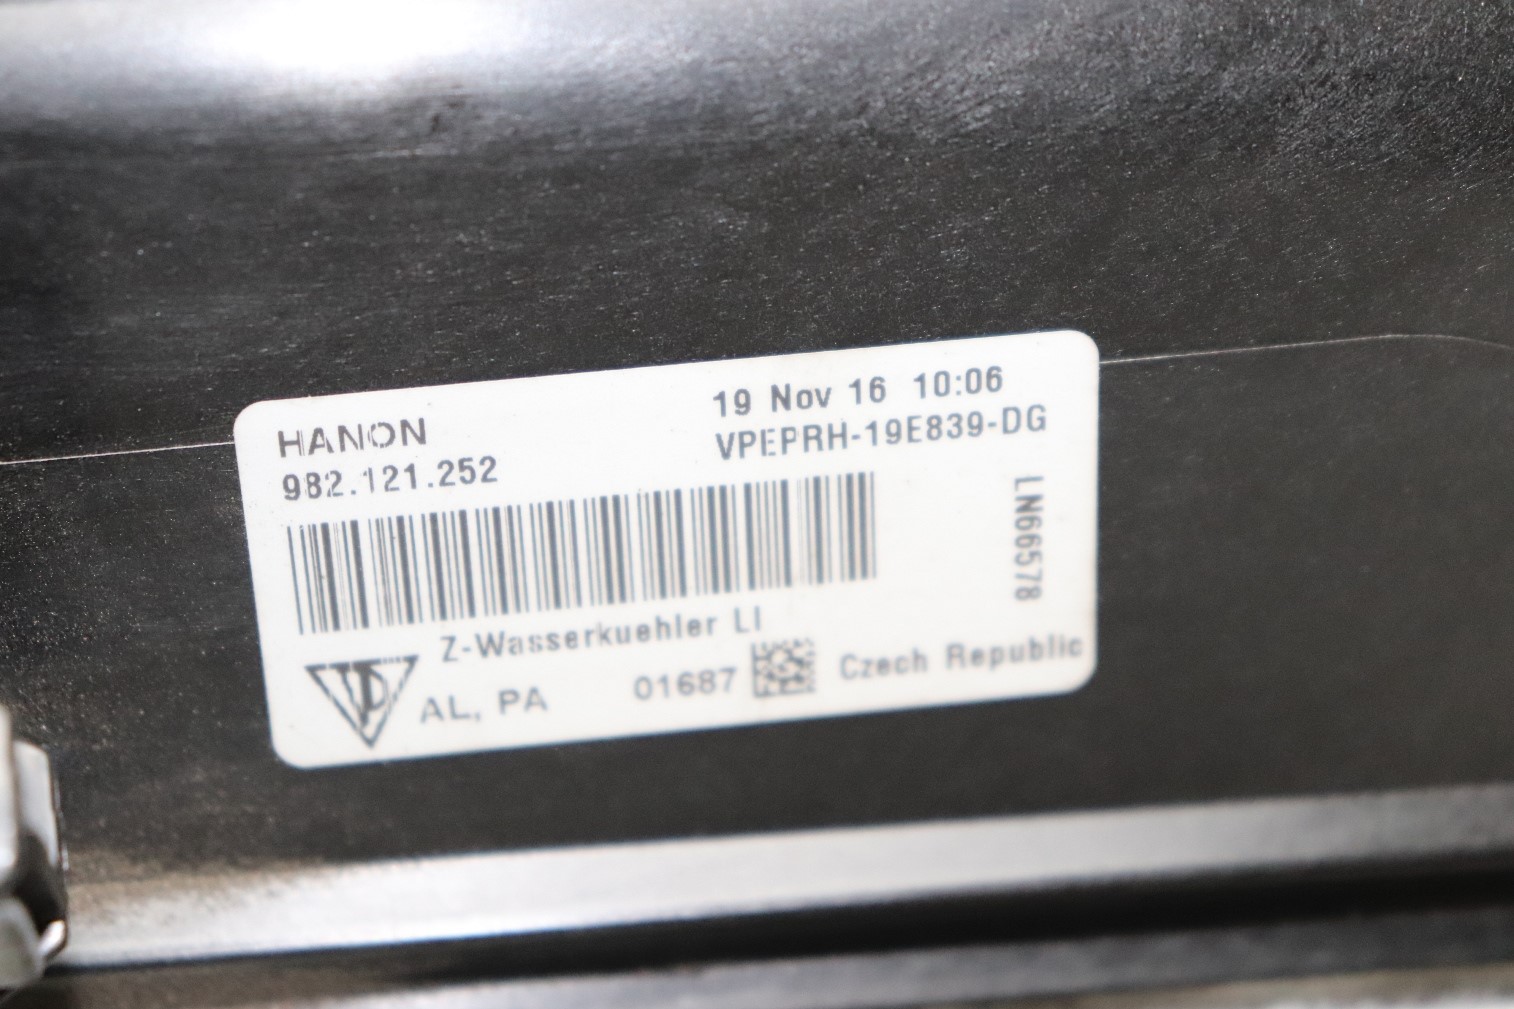 HANON
982.121.252
19 Nov 16 10:06
VPEPRH-19E839-DG
LN66578
Z-Wasserkuehler LI
AL, PA
01687
Czech Republic